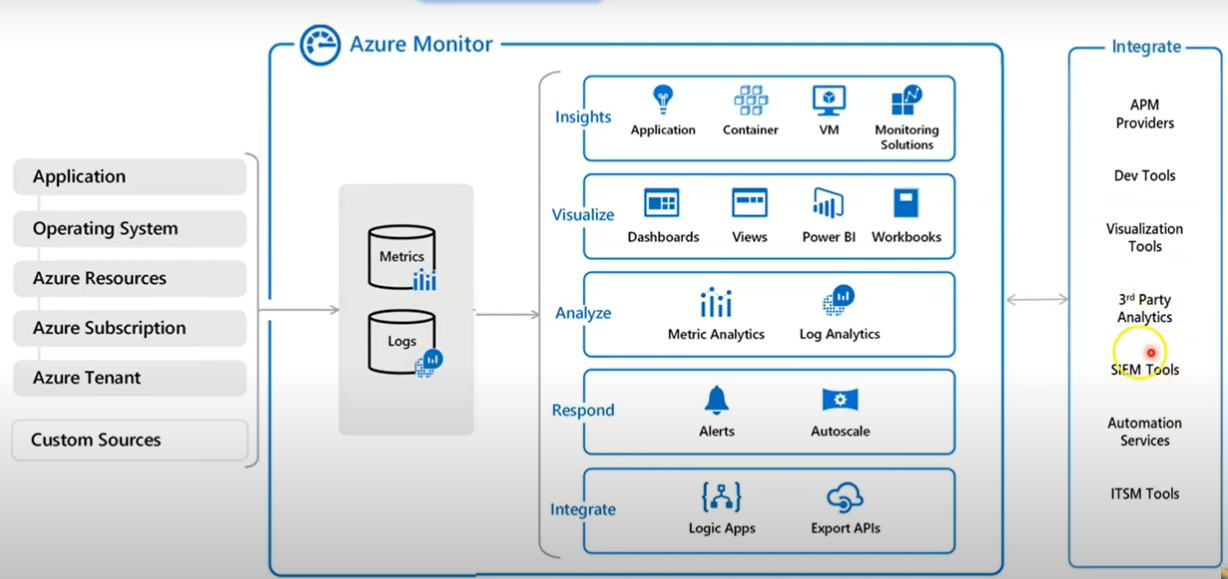 Azure Monitor
Application
Operating System
Azure Resources
Azure Subscription
Azure Tenant
Custom Sources
Metrics
Logs
Insights
Application
Container
VM
Monitoring
Solutions
Visualize
Dashboards
Views
Power BI
Workbooks
Analyze
Metric Analytics
Log Analytics
Respond
Alerts
Autoscale
Integrate
Logic Apps
Export APIs
Integrate
APM
Providers
Dev Tools
Visualization
Tools
3rd Party
Analytics
SIEM Tools
Automation
Services
ITSM Tools